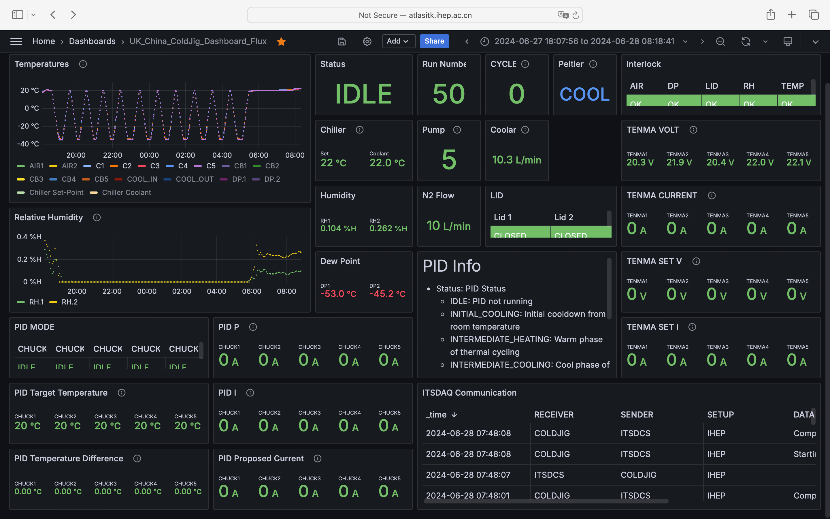 Not Secure — atlasitk.ihep.ac.cn
Home › Dashboards › UK_China_ColdJig_Dashboard_Flux
Add
Share
2024-06-27 18:07:56 to 2024-06-28 08:18:41
Temperatures
20 °C
0 °C
-20 °C
-40 °C
20:00 22:00 00:00 02:00 04:00 06:00 08:00
AIR1 AIR2 C1 C2 C3 C4 C5 CB1 CB2
CB3 CB4 CB5 COOL_IN COOL_OUT DP.1 DP.2
Chiller Set-Point Chiller Coolant
Relative Humidity
0.4 %H
0.2 %H
0 %H
20:00 22:00 00:00 02:00 04:00 06:00 08:00
RH.1 RH.2
Status
IDLE
Run Numbe
50
CYCLE
0
Peltier
COOL
Interlock
AIR DP LID RH TEMP
OK OK OK OK OK
Chiller
Set Coolant
22 °C 22.0 °C
Pump
5
Coolar
10.3 L/min
TENMA VOLT
TENMA1 TENMA2 TENMA3 TENMA4 TENMA5
20.3 V 21.9 V 20.4 V 22.0 V 22.1 V
Humidity
RH1 RH2
0.104 %H 0.262 %H
N2 Flow
10 L/min
LID
Lid 1 Lid 2
CLOSED CLOSED
TENMA CURRENT
TENMA1 TENMA2 TENMA3 TENMA4 TENMA5
0 A 0 A 0 A 0 A 0 A
Dew Point
DP1 DP2
-53.0 °C -45.2 °C
PID Info
• Status: PID Status
◦ IDLE: PID not running
◦ INITIAL_COOLING: Initial cooldown from
room temperature
◦ INTERMEDIATE_HEATING: Warm phase
of thermal cycling
◦ INTERMEDIATE_COOLING: Cool phase of
TENMA SET V
TENMA1 TENMA2 TENMA3 TENMA4 TENMA5
0 V 0 V 0 V 0 V 0 V
TENMA SET I
TENMA1 TENMA2 TENMA3 TENMA4 TENMA5
0 A 0 A 0 A 0 A 0 A
PID MODE
CHUCK CHUCK CHUCK CHUCK CHUCK
IDLE IDLE IDLE IDLE IDLE
PID P
CHUCK1 CHUCK2 CHUCK3 CHUCK4 CHUCK5
0 A 0 A 0 A 0 A 0 A
PID Target Temperature
CHUCK1 CHUCK2 CHUCK3 CHUCK4 CHUCK5
20 °C 20 °C 20 °C 20 °C 20 °C
PID I
CHUCK1 CHUCK2 CHUCK3 CHUCK4 CHUCK5
0 A 0 A 0 A 0 A 0 A
PID Temperature Difference
CHUCK1 CHUCK2 CHUCK3 CHUCK4 CHUCK5
0.00 °C 0.00 °C 0.00 °C 0.00 °C 0.00 °C
PID Proposed Current
CHUCK1 CHUCK2 CHUCK3 CHUCK4 CHUCK5
0 A 0 A 0 A 0 A 0 A
ITSDAQ Communication
_time ↓ RECEIVER SENDER SETUP DATA
2024-06-28 07:48:08 COLDJIG ITSDCS IHEP Comp
2024-06-28 07:48:08 COLDJIG ITSDCS IHEP Startin
2024-06-28 07:48:07 ITSDCS COLDJIG IHEP
2024-06-28 07:48:01 COLDJIG ITSDCS IHEP Comp